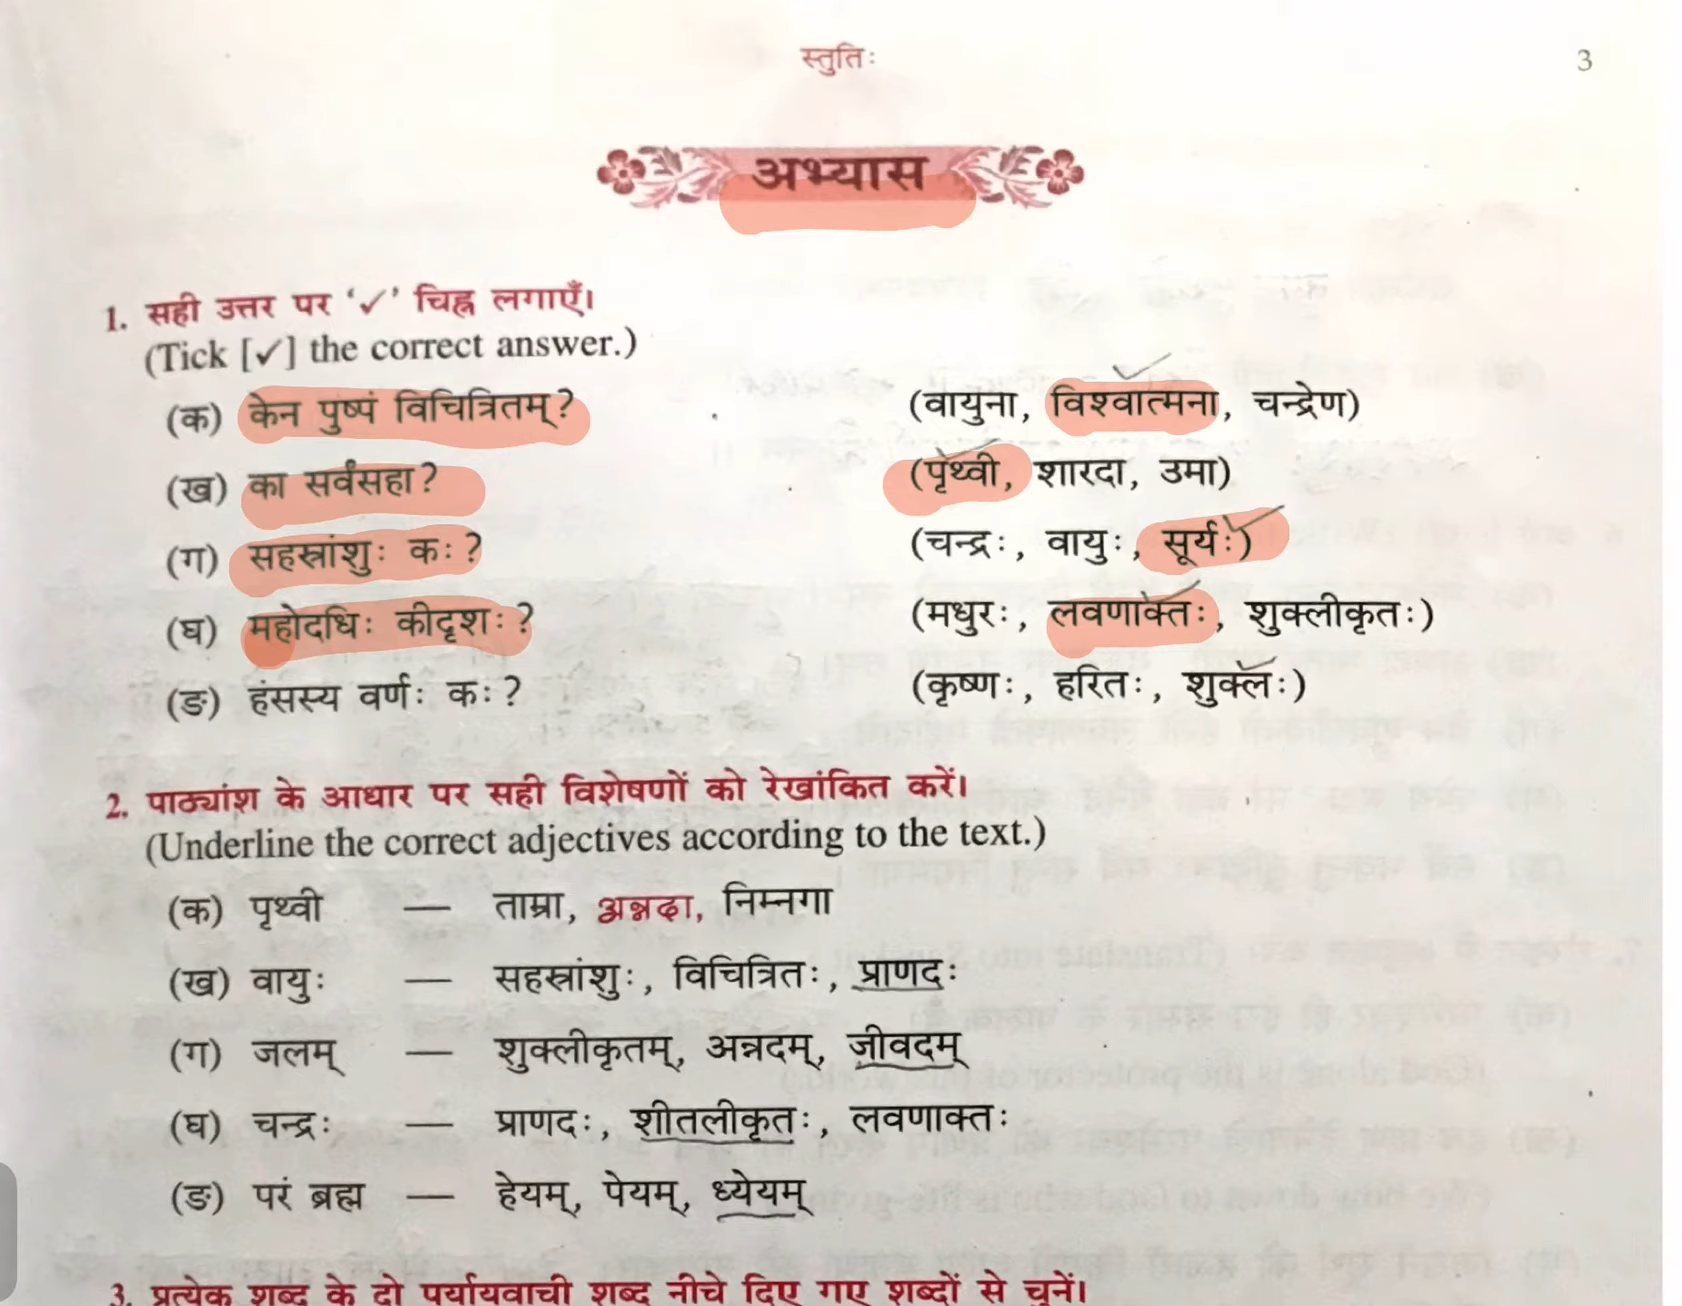 स्तुतिः 3
अभ्यास
1. सही उत्तर पर ‘✓’ चिह्न लगाएँ।
(Tick [✓] the correct answer.)
(क) केन पुष्पं विचित्रितम्? (वायुना, विश्वात्मना, चन्द्रेण)
(ख) का सर्वंसहा? (पृथ्वी, शारदा, उमा)
(ग) सहस्रांशुः कः? (चन्द्रः, वायुः, सूर्यः)
(घ) महोदधिः कीदृशः? (मधुरः, लवणाक्तः, शुक्लीकृतः)
(ङ) हंसस्य वर्णः कः? (कृष्णः, हरितः, शुक्लः)
2. पाठ्यांश के आधार पर सही विशेषणों को रेखांकित करें।
(Underline the correct adjectives according to the text.)
(क) पृथ्वी — ताम्रा, अन्नदा, निम्नगा
(ख) वायुः — सहस्रांशुः, विचित्रितः, प्राणदः
(ग) जलम् — शुक्लीकृतम्, अन्नदम्, जीवदम्
(घ) चन्द्रः — प्राणदः, शीतलीकृतः, लवणाक्तः
(ङ) परं ब्रह्म — हेयम्, पेयम्, ध्येयम्
3. प्रत्येक शब्द के दो पर्यायवाची शब्द नीचे दिए गए शब्दों से चुनें।